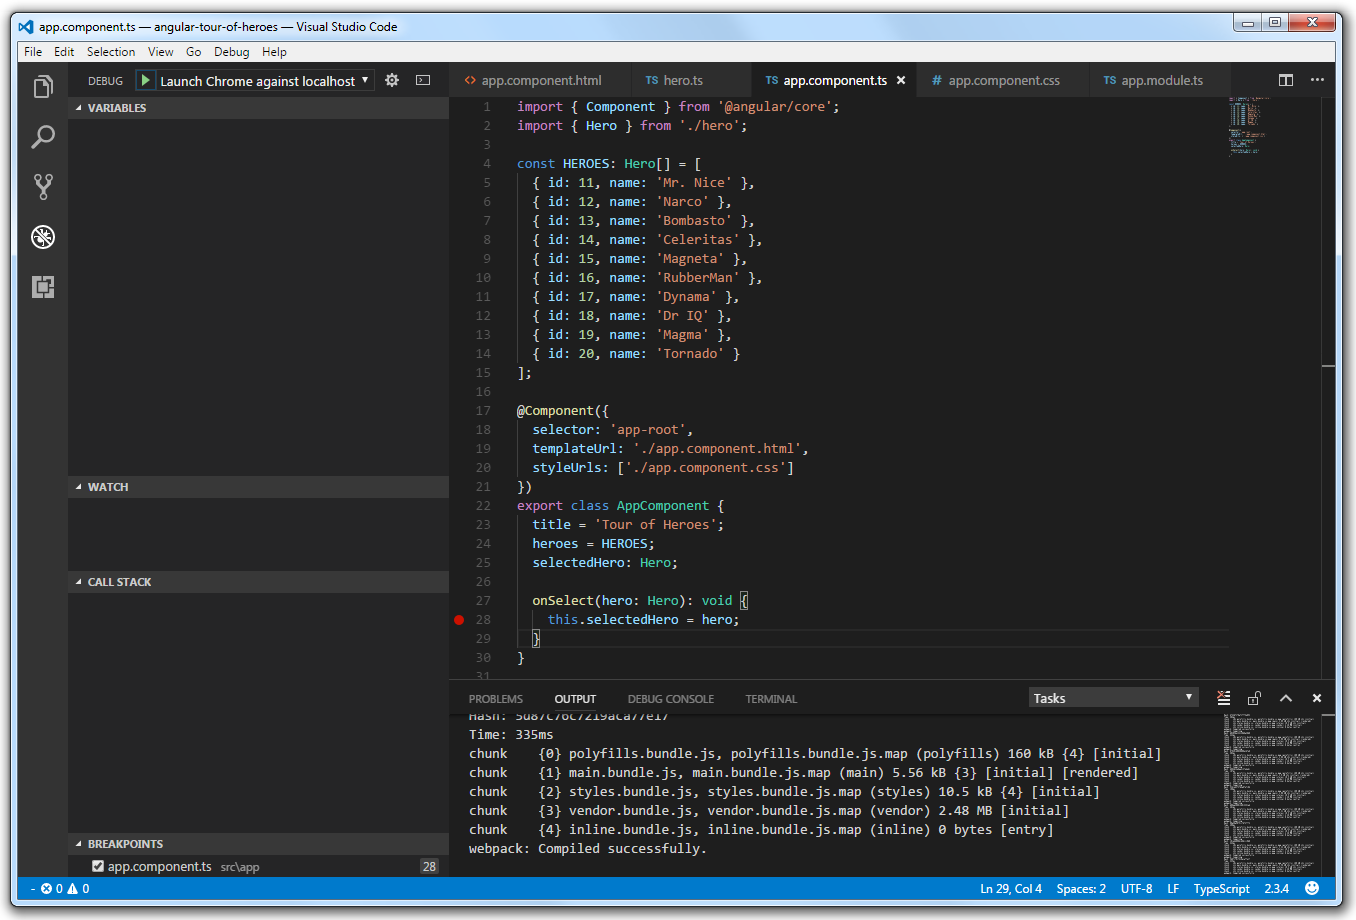 app.component.ts — angular-tour-of-heroes — Visual Studio Code
File Edit Selection View Go Debug Help
DEBUG Launch Chrome against localhost
app.component.html TS hero.ts TS app.component.ts # app.component.css TS app.module.ts
VARIABLES
WATCH
CALL STACK
BREAKPOINTS
app.component.ts src\app 28
1 import { Component } from '@angular/core';
2 import { Hero } from './hero';
3
4 const HEROES: Hero[] = [
5 { id: 11, name: 'Mr. Nice' },
6 { id: 12, name: 'Narco' },
7 { id: 13, name: 'Bombasto' },
8 { id: 14, name: 'Celeritas' },
9 { id: 15, name: 'Magneta' },
10 { id: 16, name: 'RubberMan' },
11 { id: 17, name: 'Dynama' },
12 { id: 18, name: 'Dr IQ' },
13 { id: 19, name: 'Magma' },
14 { id: 20, name: 'Tornado' }
15 ];
16
17 @Component({
18 selector: 'app-root',
19 templateUrl: './app.component.html',
20 styleUrls: ['./app.component.css']
21 })
22 export class AppComponent {
23 title = 'Tour of Heroes';
24 heroes = HEROES;
25 selectedHero: Hero;
26
27 onSelect(hero: Hero): void {
28 this.selectedHero = hero;
29 }
30 }
31
PROBLEMS OUTPUT DEBUG CONSOLE TERMINAL Tasks
Hash: 5d87c76c7219aca77e17
Time: 335ms
chunk {0} polyfills.bundle.js, polyfills.bundle.js.map (polyfills) 160 kB {4} [initial]
chunk {1} main.bundle.js, main.bundle.js.map (main) 5.56 kB {3} [initial] [rendered]
chunk {2} styles.bundle.js, styles.bundle.js.map (styles) 10.5 kB {4} [initial]
chunk {3} vendor.bundle.js, vendor.bundle.js.map (vendor) 2.48 MB [initial]
chunk {4} inline.bundle.js, inline.bundle.js.map (inline) 0 bytes [entry]
webpack: Compiled successfully.
- 0 0 Ln 29, Col 4 Spaces: 2 UTF-8 LF TypeScript 2.3.4